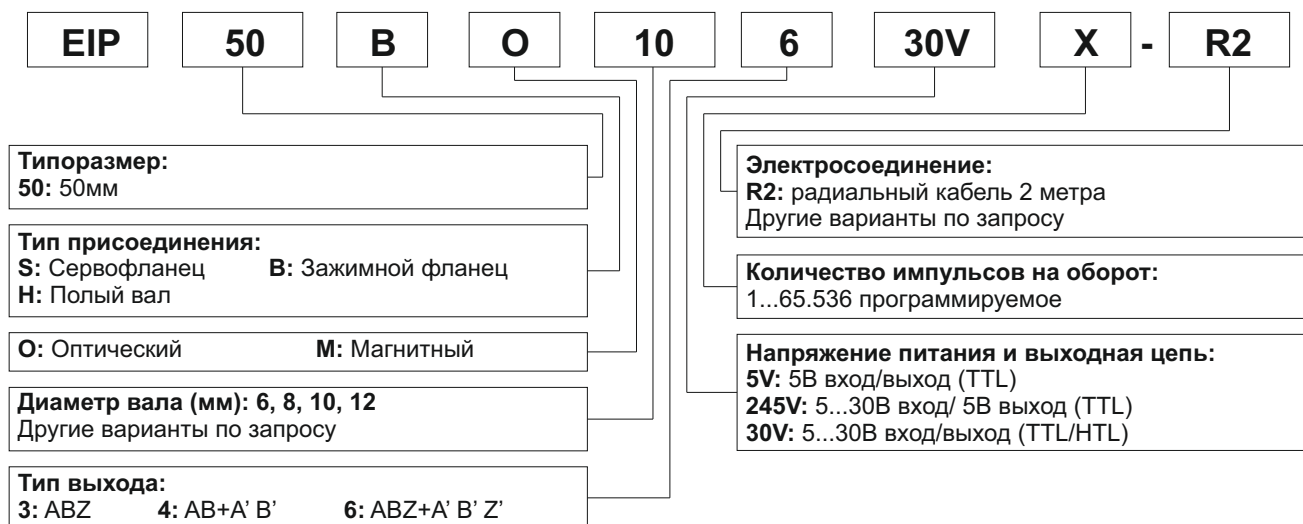 EIP 50 B O 10 6 30V X - R2
Типоразмер:
50: 50мм
Тип присоединения:
S: Сервофланец B: Зажимной фланец
H: Полый вал
O: Оптический M: Магнитный
Диаметр вала (мм): 6, 8, 10, 12
Другие варианты по запросу
Тип выхода:
3: ABZ 4: AB+A’ B’ 6: ABZ+A’ B’ Z’
Электросоединение:
R2: радиальный кабель 2 метра
Другие варианты по запросу
Количество импульсов на оборот:
1...65.536 программируемое
Напряжение питания и выходная цепь:
5V: 5В вход/выход (TTL)
245V: 5...30В вход/ 5В выход (TTL)
30V: 5...30В вход/выход (TTL/HTL)